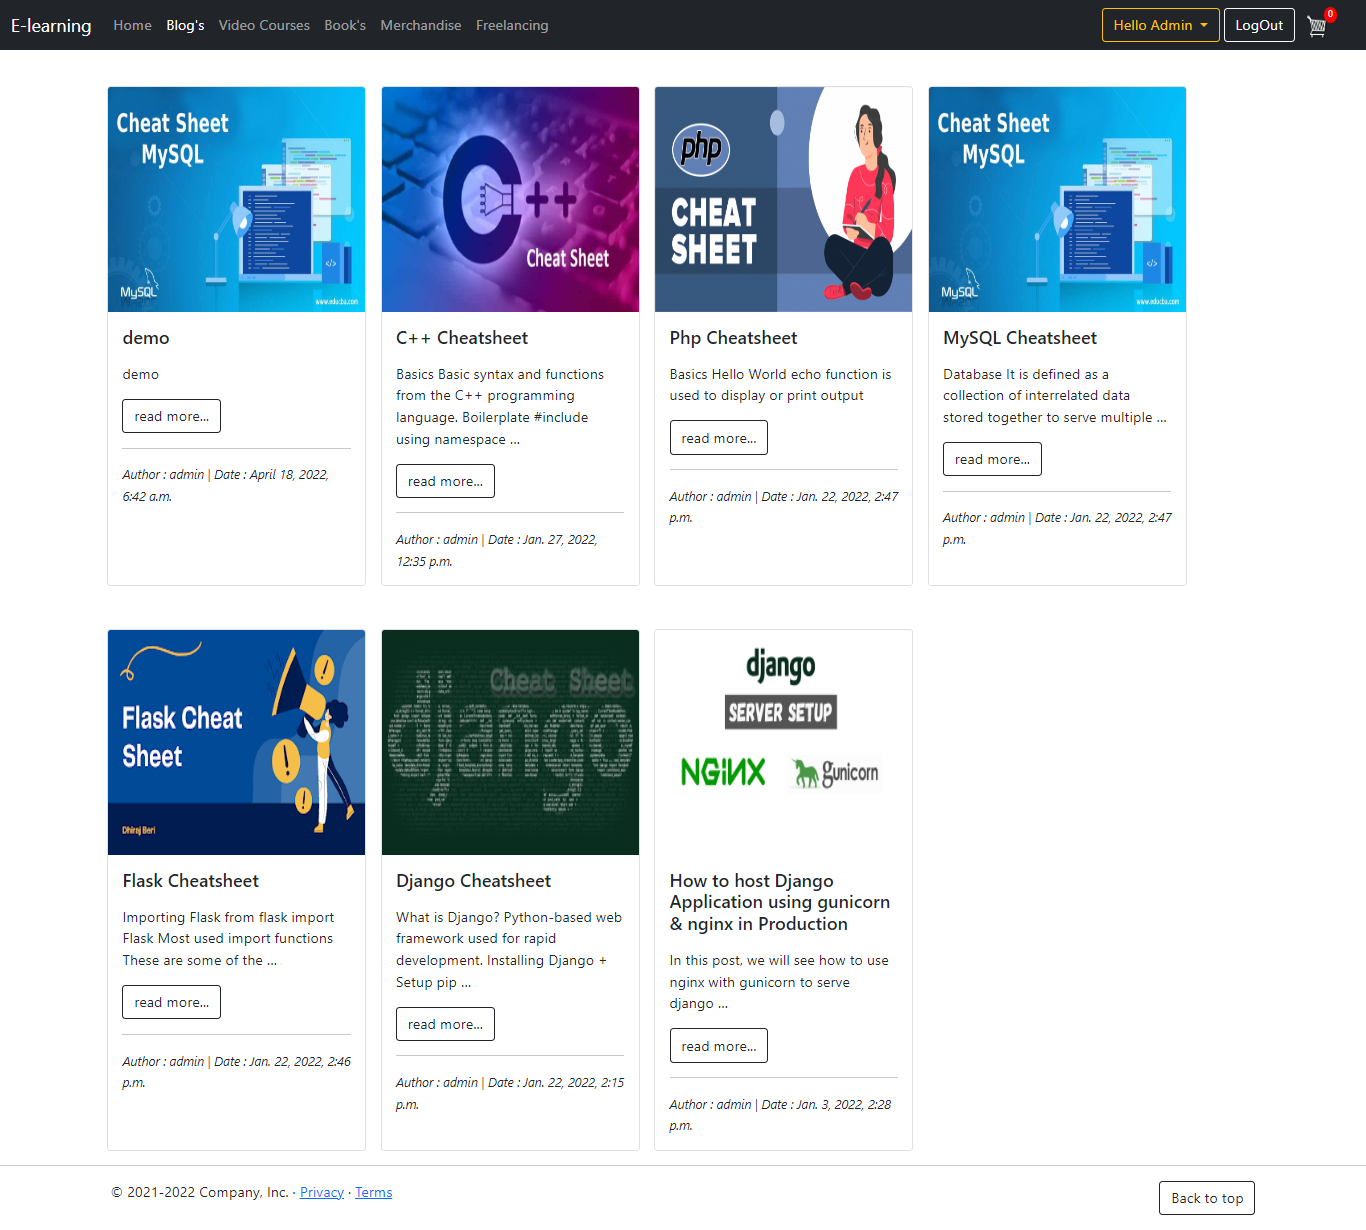 E-learning Home Blog's Video Courses Book's Merchandise Freelancing Hello Admin LogOut 0
Cheat Sheet
MySQL
MySQL
www.educba.com
demo
demo
read more...
Author : admin | Date : April 18, 2022,
6:42 a.m.
C++
Cheat Sheet
C++ Cheatsheet
Basics Basic syntax and functions
from the C++ programming
language. Boilerplate #include
using namespace ...
read more...
Author : admin | Date : Jan. 27, 2022,
12:35 p.m.
php
CHEAT
SHEET
Php Cheatsheet
Basics Hello World echo function is
used to display or print output
read more...
Author : admin | Date : Jan. 22, 2022, 2:47
p.m.
Cheat Sheet
MySQL
MySQL
www.educba.com
MySQL Cheatsheet
Database It is defined as a
collection of interrelated data
stored together to serve multiple ...
read more...
Author : admin | Date : Jan. 22, 2022, 2:47
p.m.
Flask Cheat
Sheet
Dhiraj Beri
Flask Cheatsheet
Importing Flask from flask import
Flask Most used import functions
These are some of the ...
read more...
Author : admin | Date : Jan. 22, 2022, 2:46
p.m.
Cheat Sheet
django
Django Cheatsheet
What is Django? Python-based web
framework used for rapid
development. Installing Django +
Setup pip ...
read more...
Author : admin | Date : Jan. 22, 2022, 2:15
p.m.
django
SERVER SETUP
NGINX gunicorn
How to host Django
Application using gunicorn
& nginx in Production
In this post, we will see how to use
nginx with gunicorn to serve
django ...
read more...
Author : admin | Date : Jan. 3, 2022, 2:28
p.m.
© 2021-2022 Company, Inc. · Privacy · Terms
Back to top